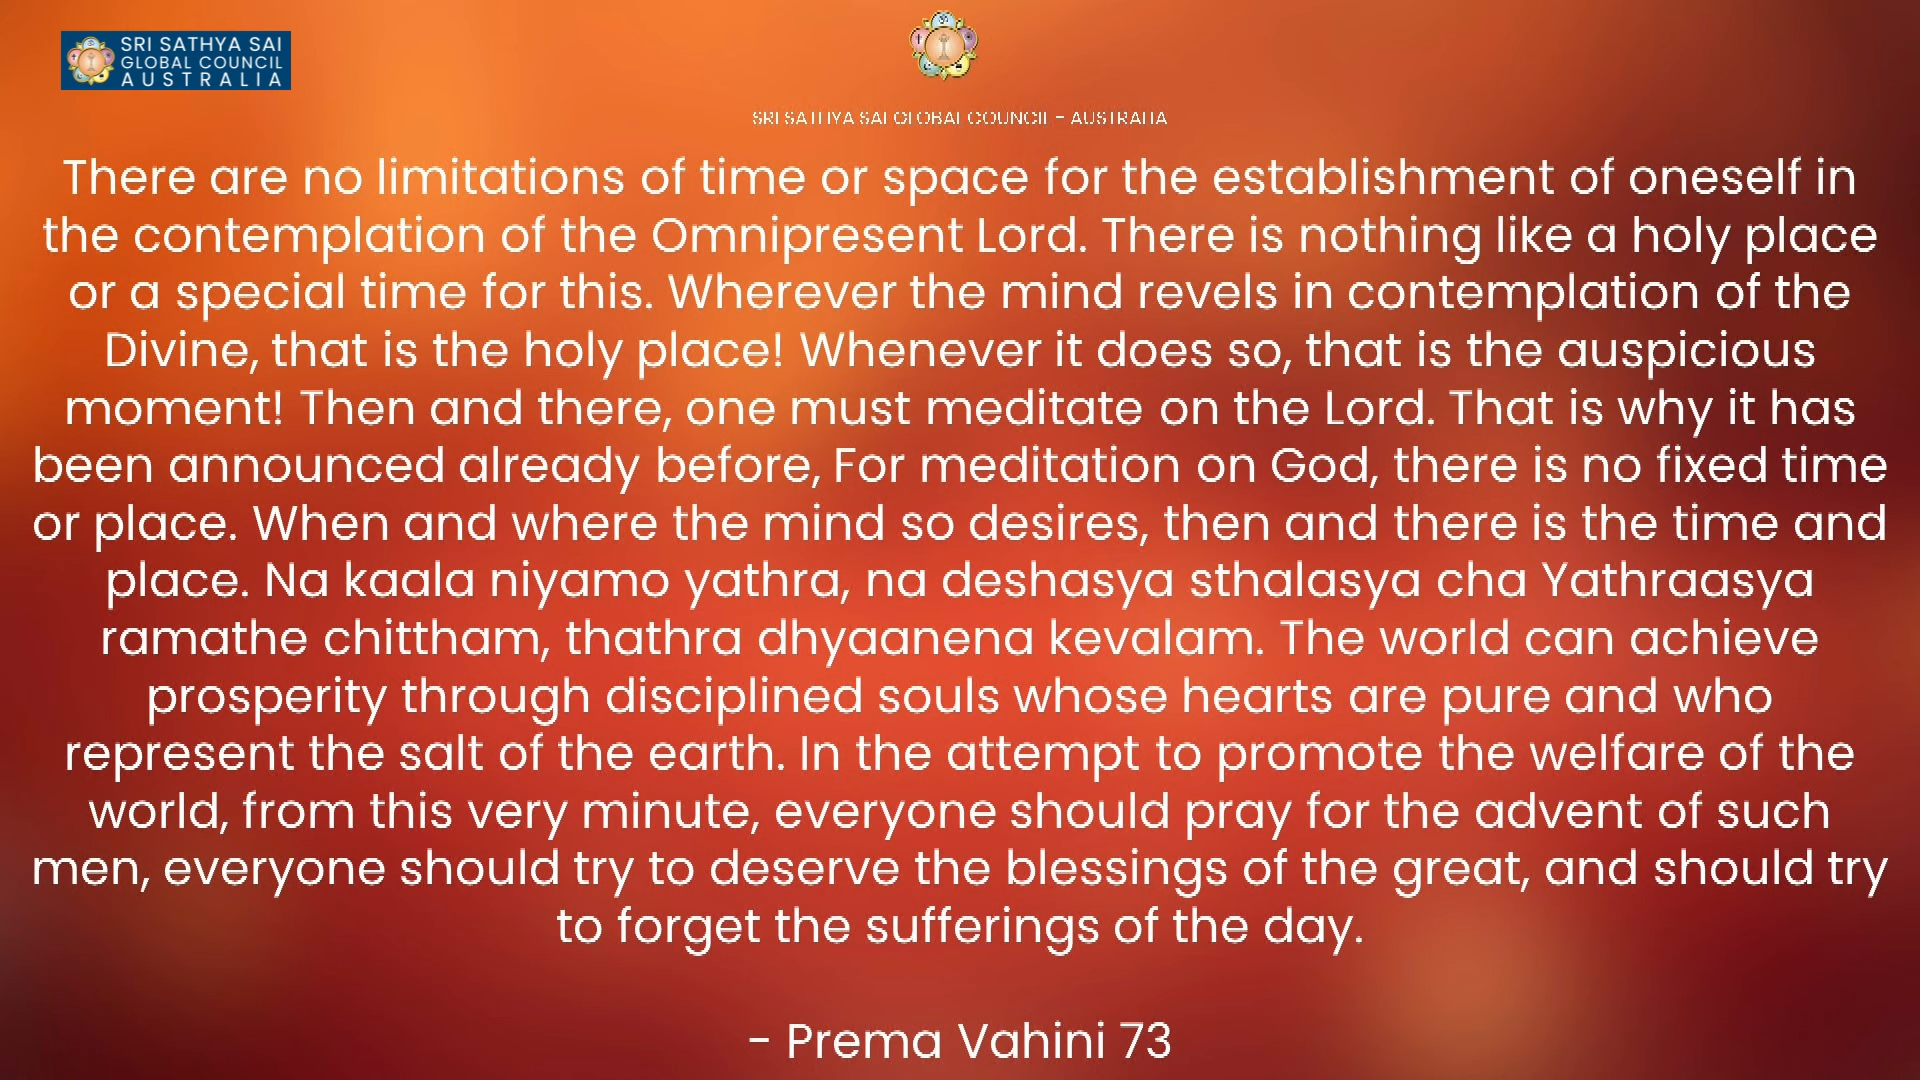 SRI SATHYA SAI
GLOBAL COUNCIL
AUSTRALIA
SRI SATHYA SAI GLOBAL COUNCIL - AUSTRALIA
There are no limitations of time or space for the establishment of oneself in
the contemplation of the Omnipresent Lord. There is nothing like a holy place
or a special time for this. Wherever the mind revels in contemplation of the
Divine, that is the holy place! Whenever it does so, that is the auspicious
moment! Then and there, one must meditate on the Lord. That is why it has
been announced already before, For meditation on God, there is no fixed time
or place. When and where the mind so desires, then and there is the time and
place. Na kaala niyamo yathra, na deshasya sthalasya cha Yathraasya
ramathe chittham, thathra dhyaanena kevalam. The world can achieve
prosperity through disciplined souls whose hearts are pure and who
represent the salt of the earth. In the attempt to promote the welfare of the
world, from this very minute, everyone should pray for the advent of such
men, everyone should try to deserve the blessings of the great, and should try
to forget the sufferings of the day.
- Prema Vahini 73